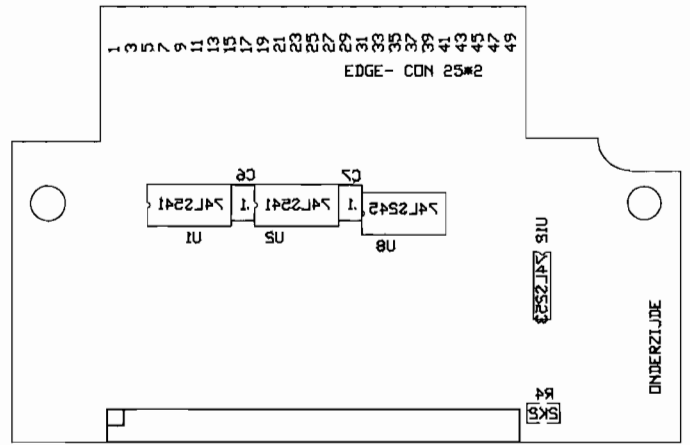 1 3 5 7 9 11 13 15 17 19 21 23 25 27 29 31 33 35 37 39 41 43 45 47 49
EDGE- CON 25*2
C6 C7
74LS541 .1 74LS541 .1 74LS245
U1 U2 U8
U12
74LS253
ONDERZIJDE
R4
2K2